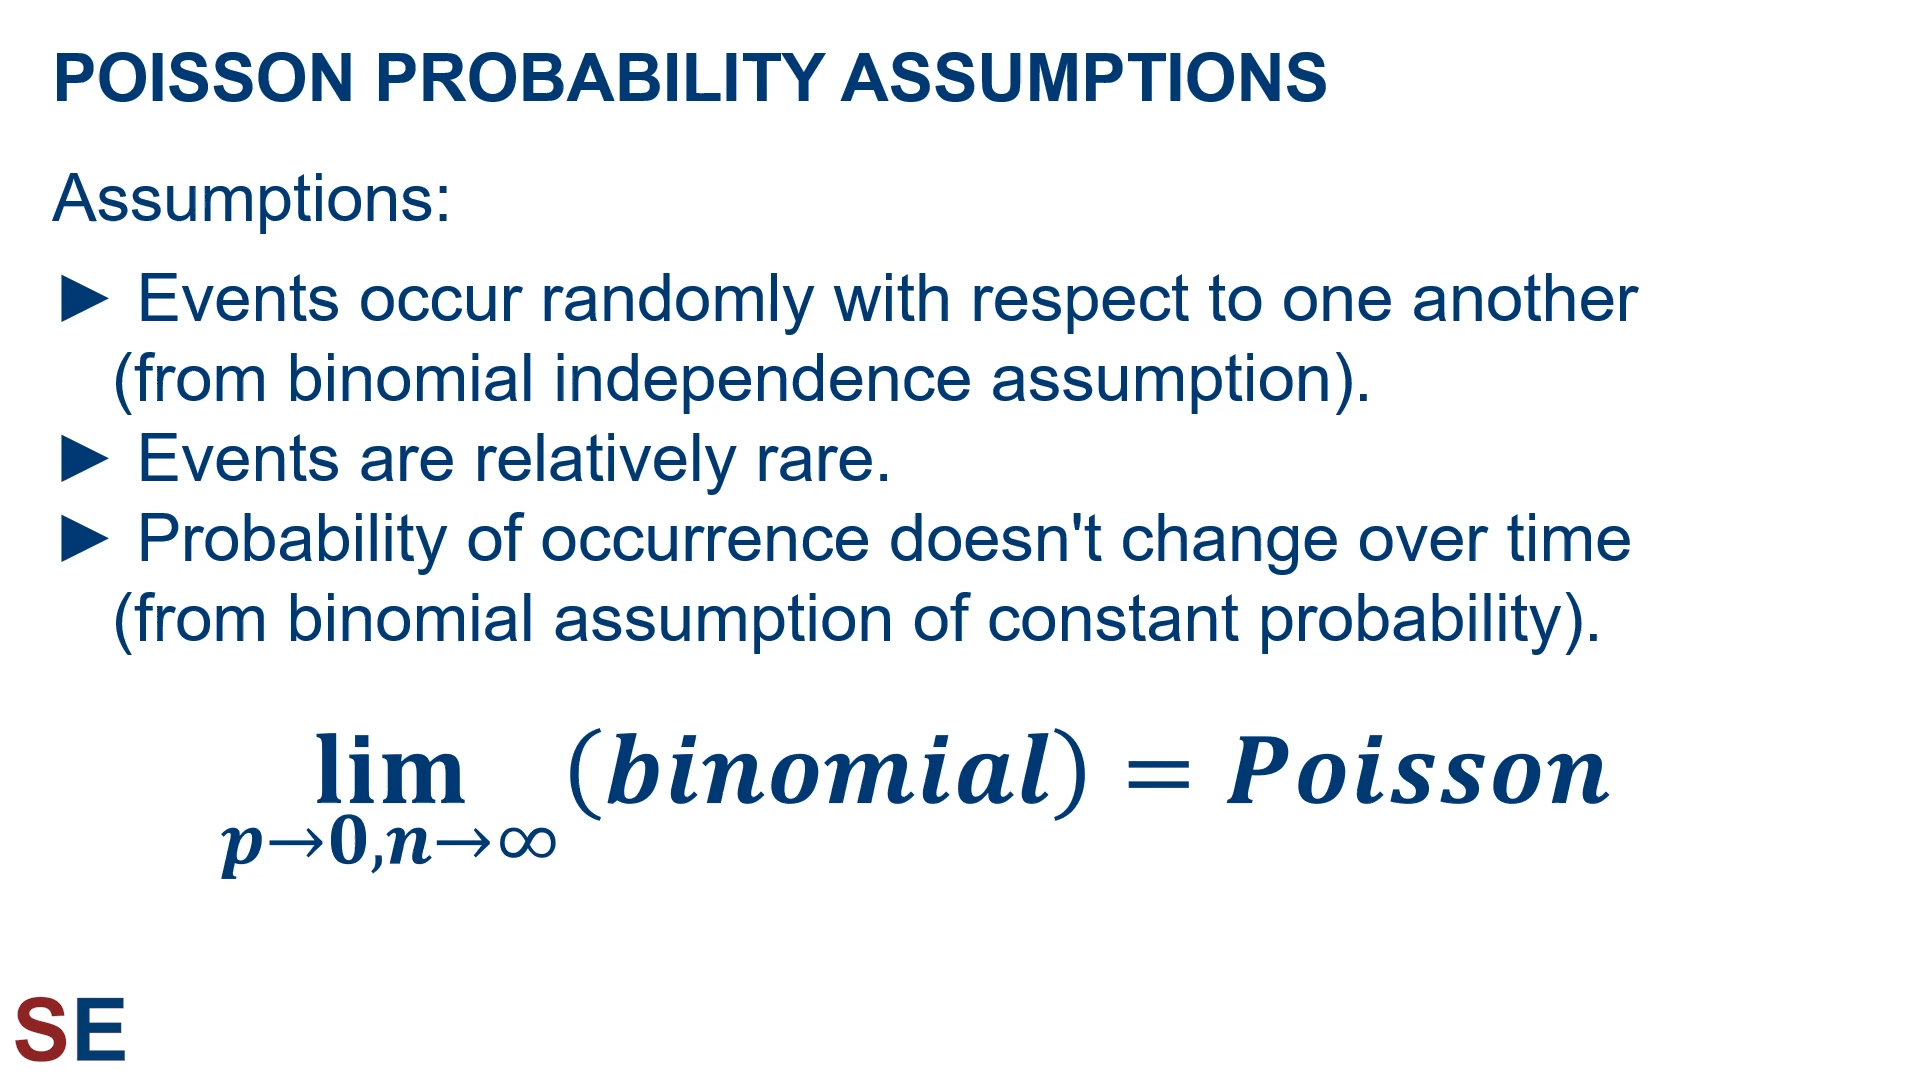 POISSON PROBABILITY ASSUMPTIONS
Assumptions:
► Events occur randomly with respect to one another
(from binomial independence assumption).
► Events are relatively rare.
► Probability of occurrence doesn't change over time
(from binomial assumption of constant probability).
lim (binomial) = Poisson
p→0,n→∞
SE